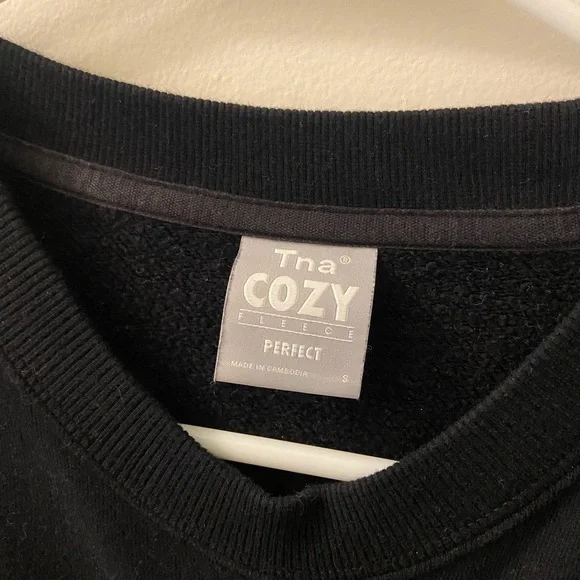 Tna®
COZY
FLEECE
PERFECT
MADE IN CAMBODIA S